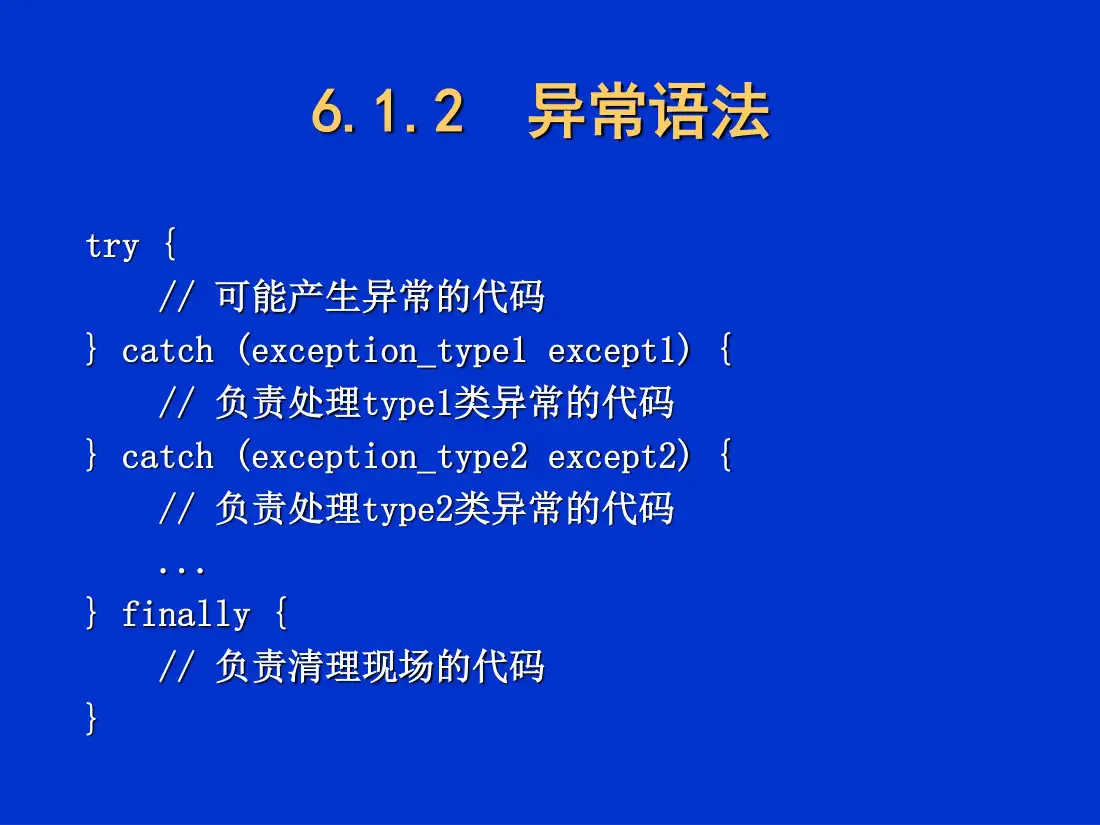 6.1.2 异常语法
try {
// 可能产生异常的代码
} catch (exception_type1 except1) {
// 负责处理type1类异常的代码
} catch (exception_type2 except2) {
// 负责处理type2类异常的代码
...
} finally {
// 负责清理现场的代码
}